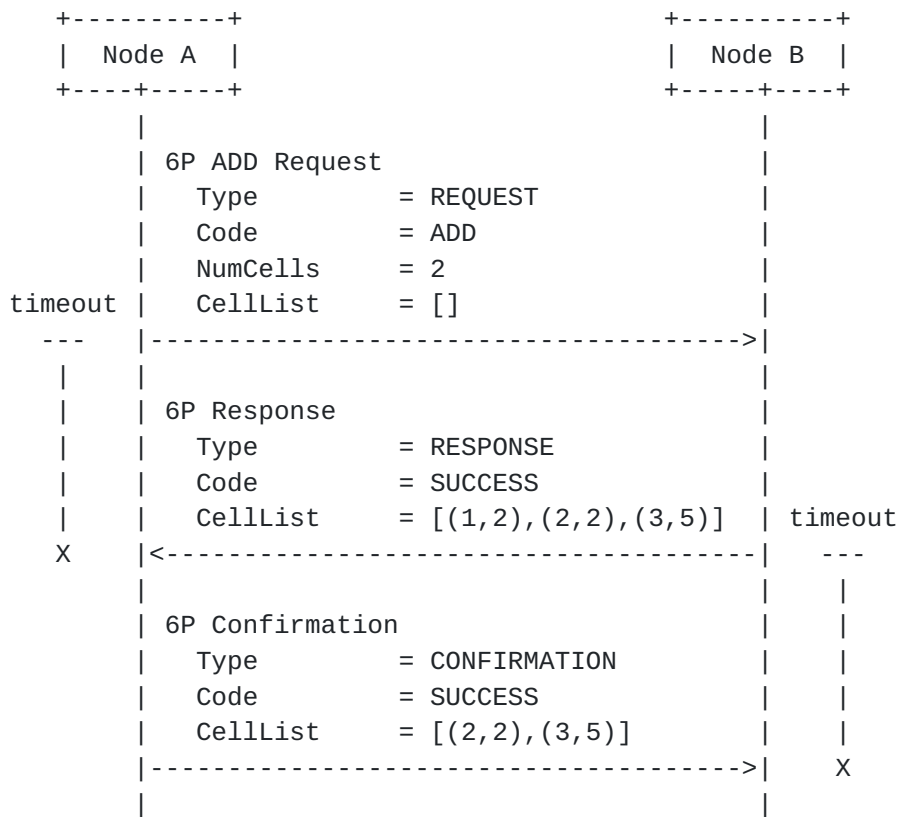 Node A Node B
6P ADD Request
Type = REQUEST
Code = ADD
NumCells = 2
timeout CellList = []
6P Response
Type = RESPONSE
Code = SUCCESS
CellList = [(1,2),(2,2),(3,5)] timeout
X
6P Confirmation
Type = CONFIRMATION
Code = SUCCESS
CellList = [(2,2),(3,5)]
X